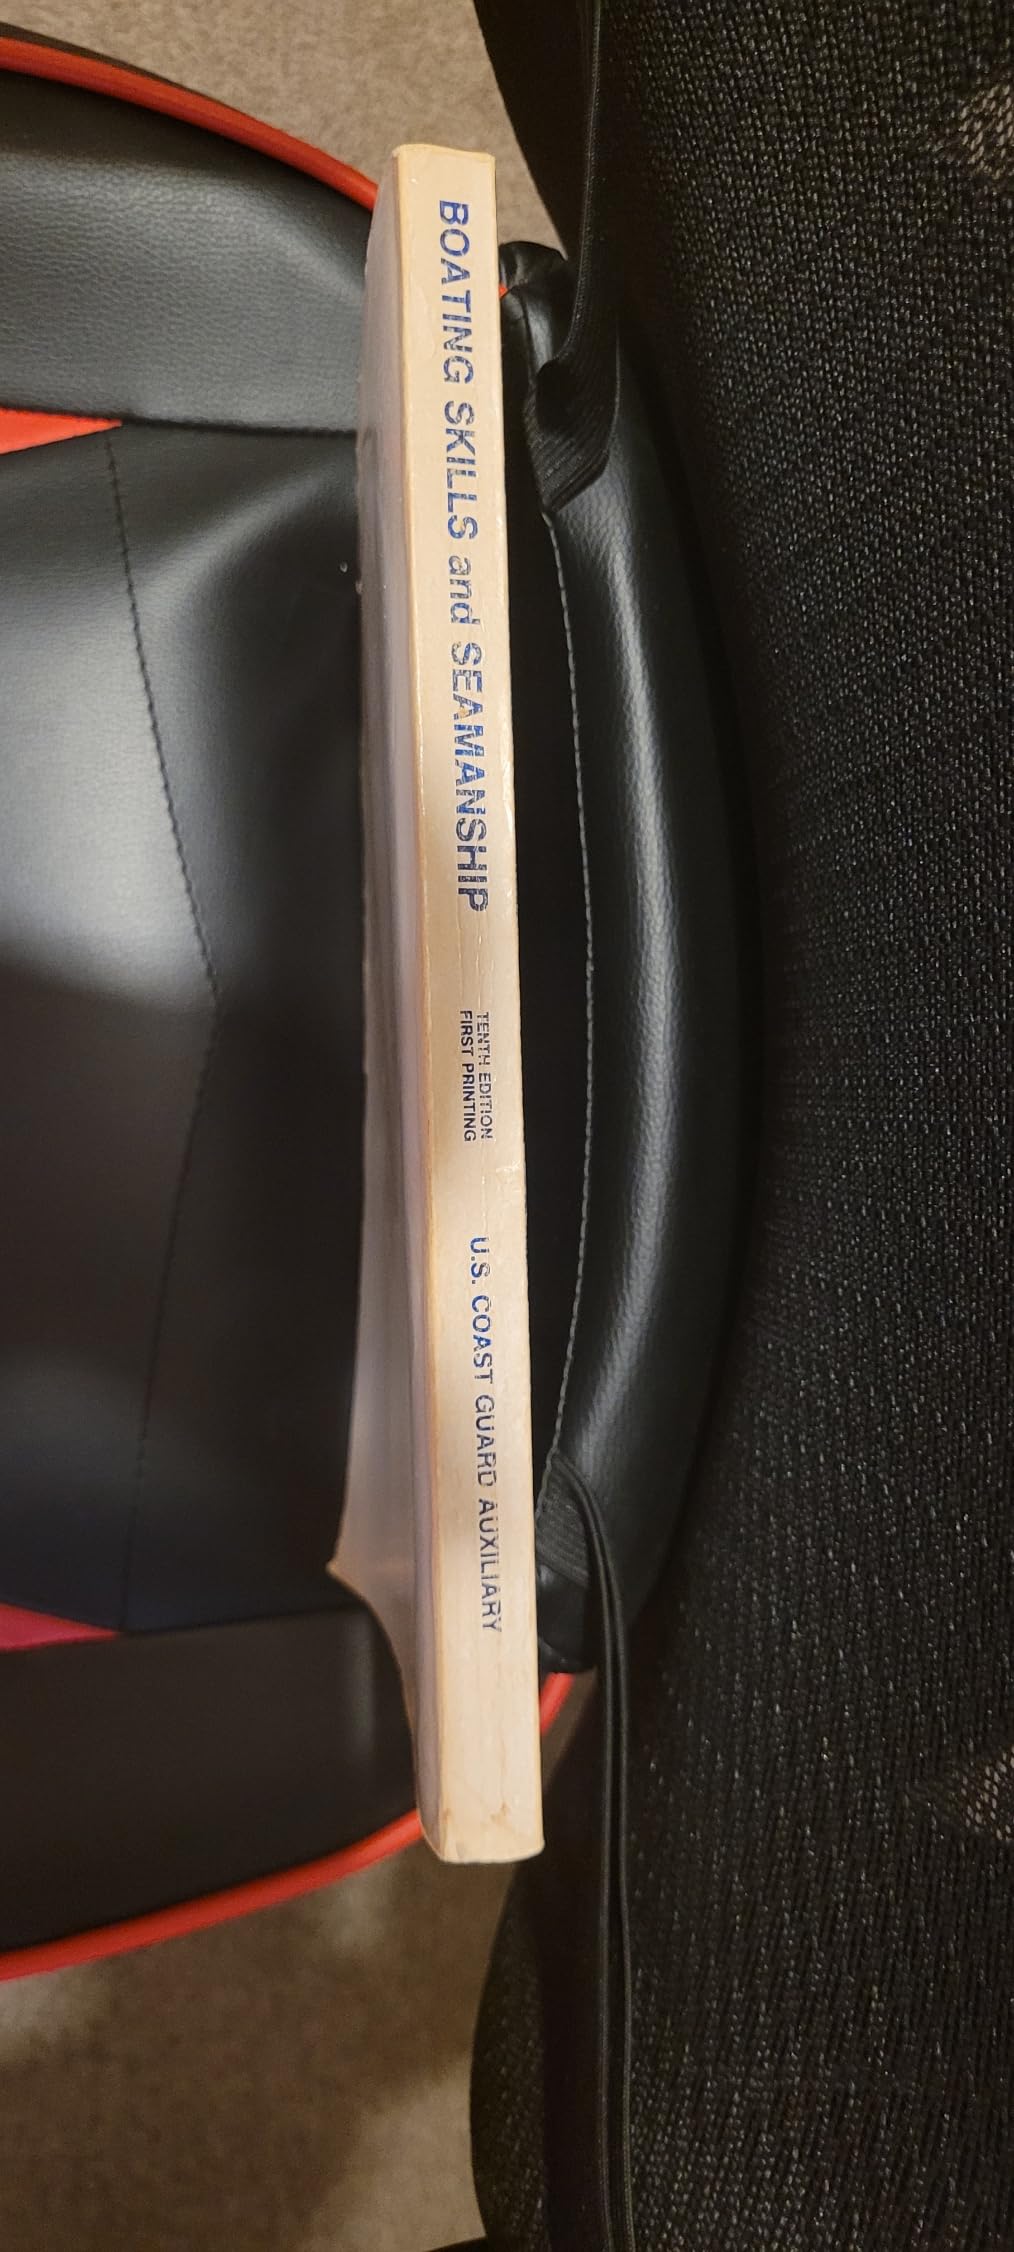 BOATING SKILLS and SEAMANSHIP
TENTH EDITION
FIRST PRINTING
U.S. COAST GUARD AUXILIARY